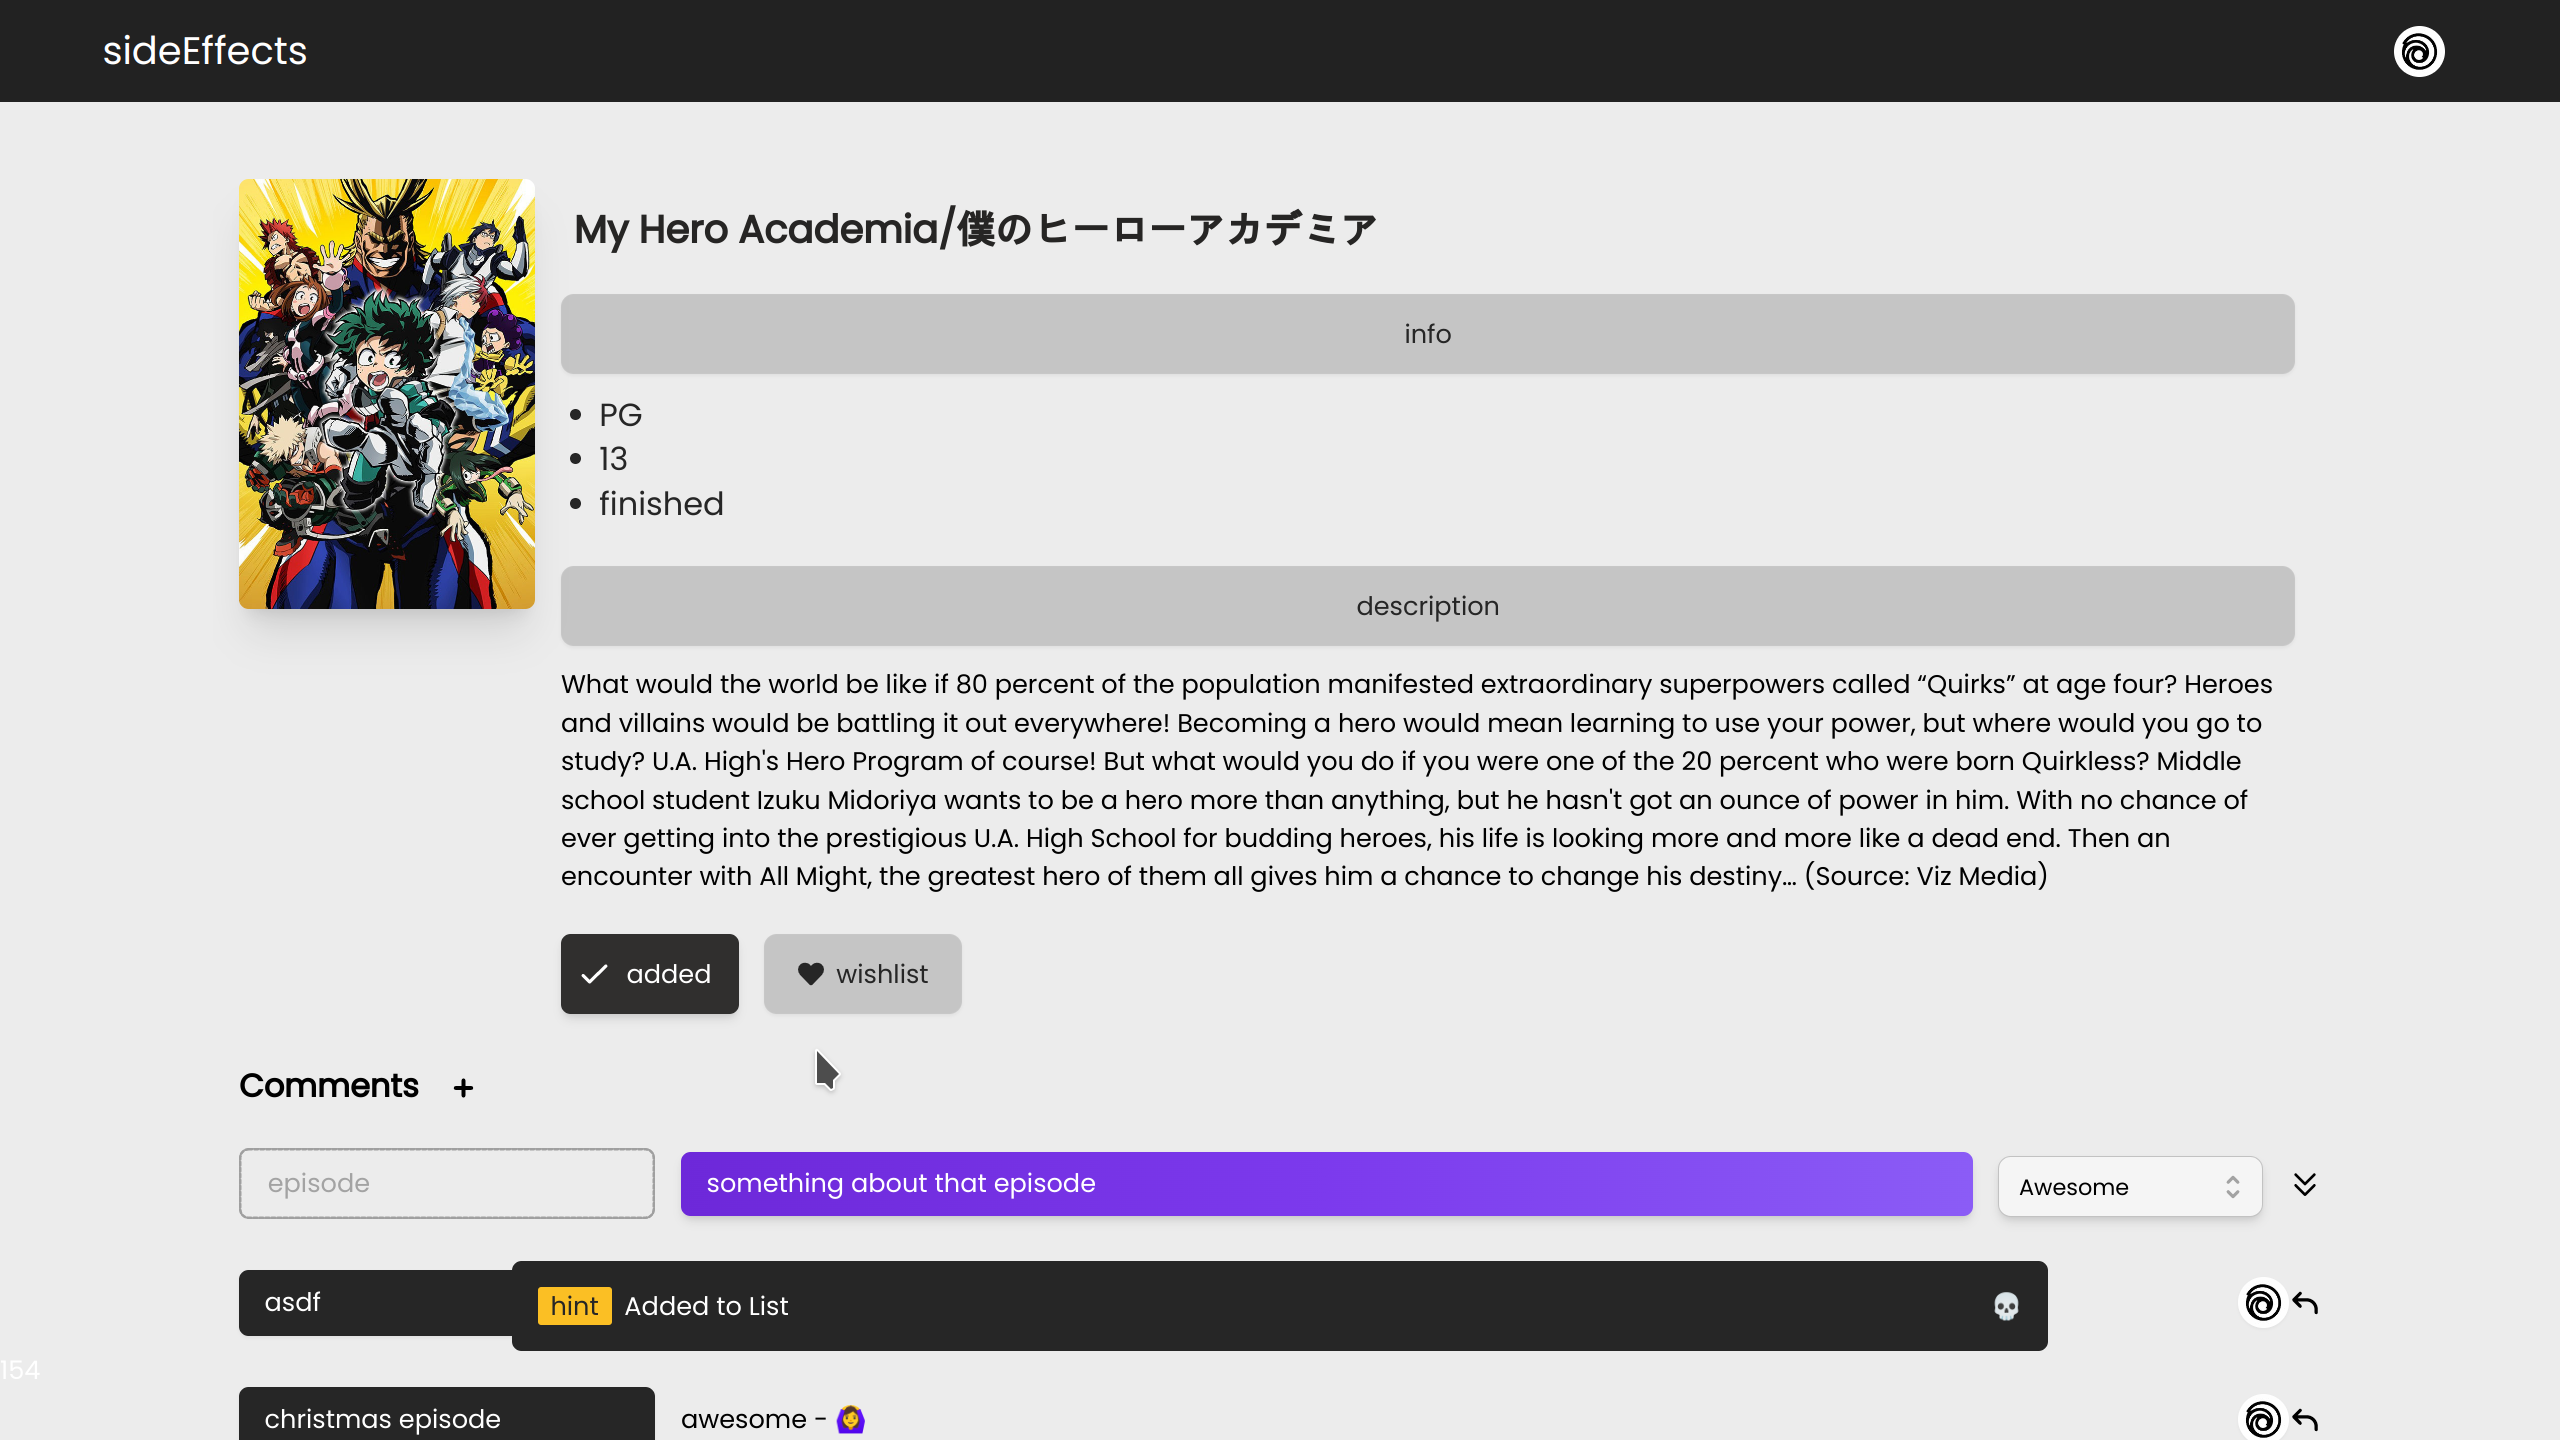 sideEffects
My Hero Academia/僕のヒーローアカデミア
info
PG
13
finished
description
What would the world be like if 80 percent of the population manifested extraordinary superpowers called “Quirks” at age four? Heroes
and villains would be battling it out everywhere! Becoming a hero would mean learning to use your power, but where would you go to
study? U.A. High's Hero Program of course! But what would you do if you were one of the 20 percent who were born Quirkless? Middle
school student Izuku Midoriya wants to be a hero more than anything, but he hasn't got an ounce of power in him. With no chance of
ever getting into the prestigious U.A. High School for budding heroes, his life is looking more and more like a dead end. Then an
encounter with All Might, the greatest hero of them all gives him a chance to change his destiny... (Source: Viz Media)
added
wishlist
Comments +
episode
something about that episode
Awesome
asdf
hint Added to List
154
christmas episode
awesome - 🙆‍♀️